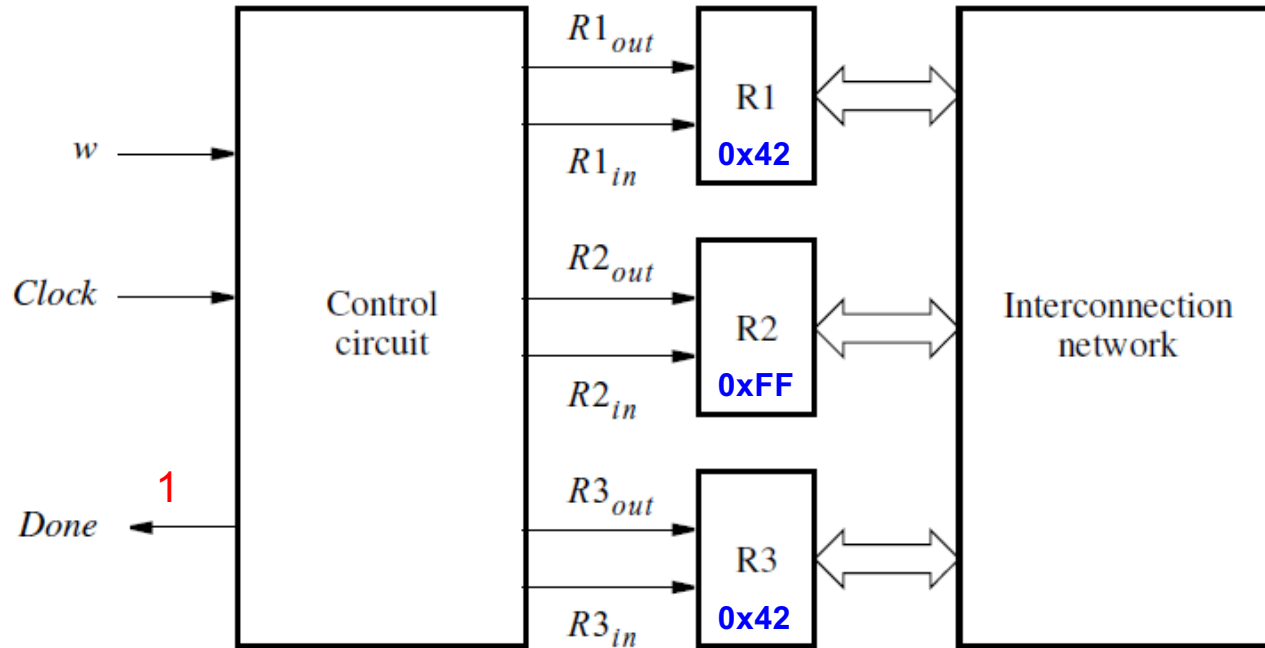 w
Clock
Done
1
Control
circuit
R1out
R1in
R2out
R2in
R3out
R3in
R1
0x42
R2
0xFF
R3
0x42
Interconnection
network